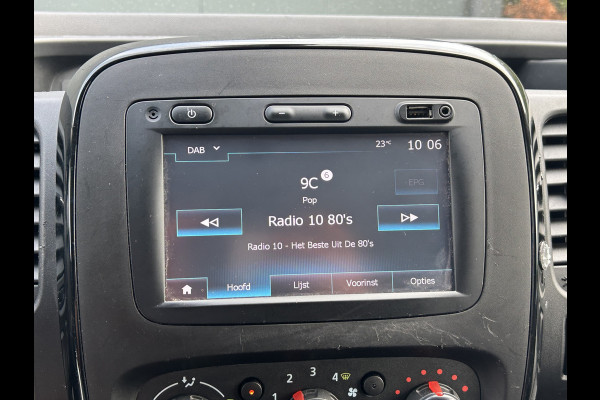 DAB
23°C
10 06
9C 6
EPG
Pop
Radio 10 80's
Radio 10 - Het Beste Uit De 80's
Hoofd Lijst Voorinst Opties
1 2 3 4